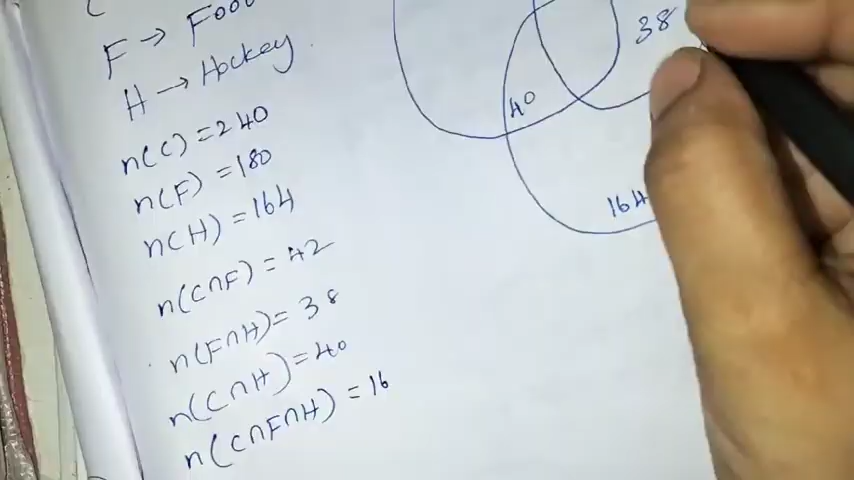 (
F → Foo
H → Hockey
n(C) = 240
n(F) = 180
n(H) = 164
n(C∩F) = 42
n(F∩H) = 38
n(C∩H) = 40
n(C∩F∩H) = 16
38
40
164